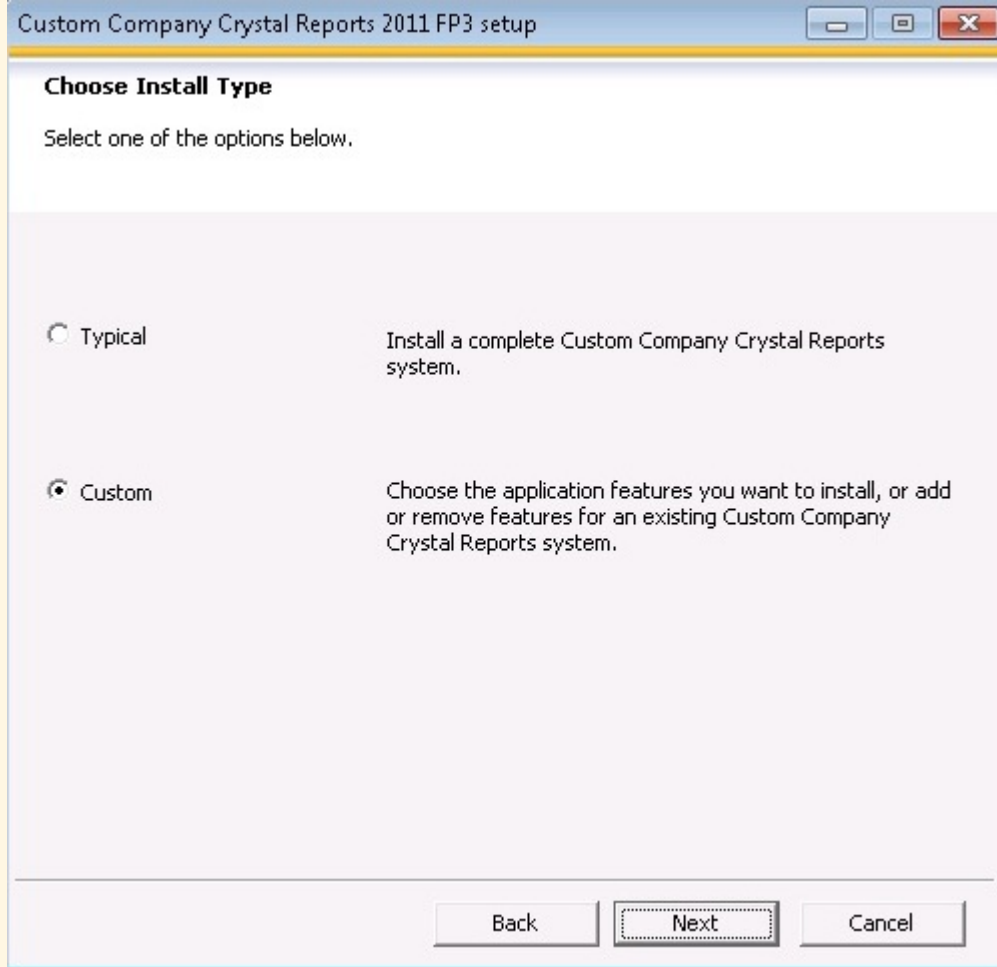 Custom Company Crystal Reports 2011 FP3 setup
Choose Install Type
Select one of the options below.
Typical
Install a complete Custom Company Crystal Reports
system.
Custom
Choose the application features you want to install, or add
or remove features for an existing Custom Company
Crystal Reports system.
Back
Next
Cancel